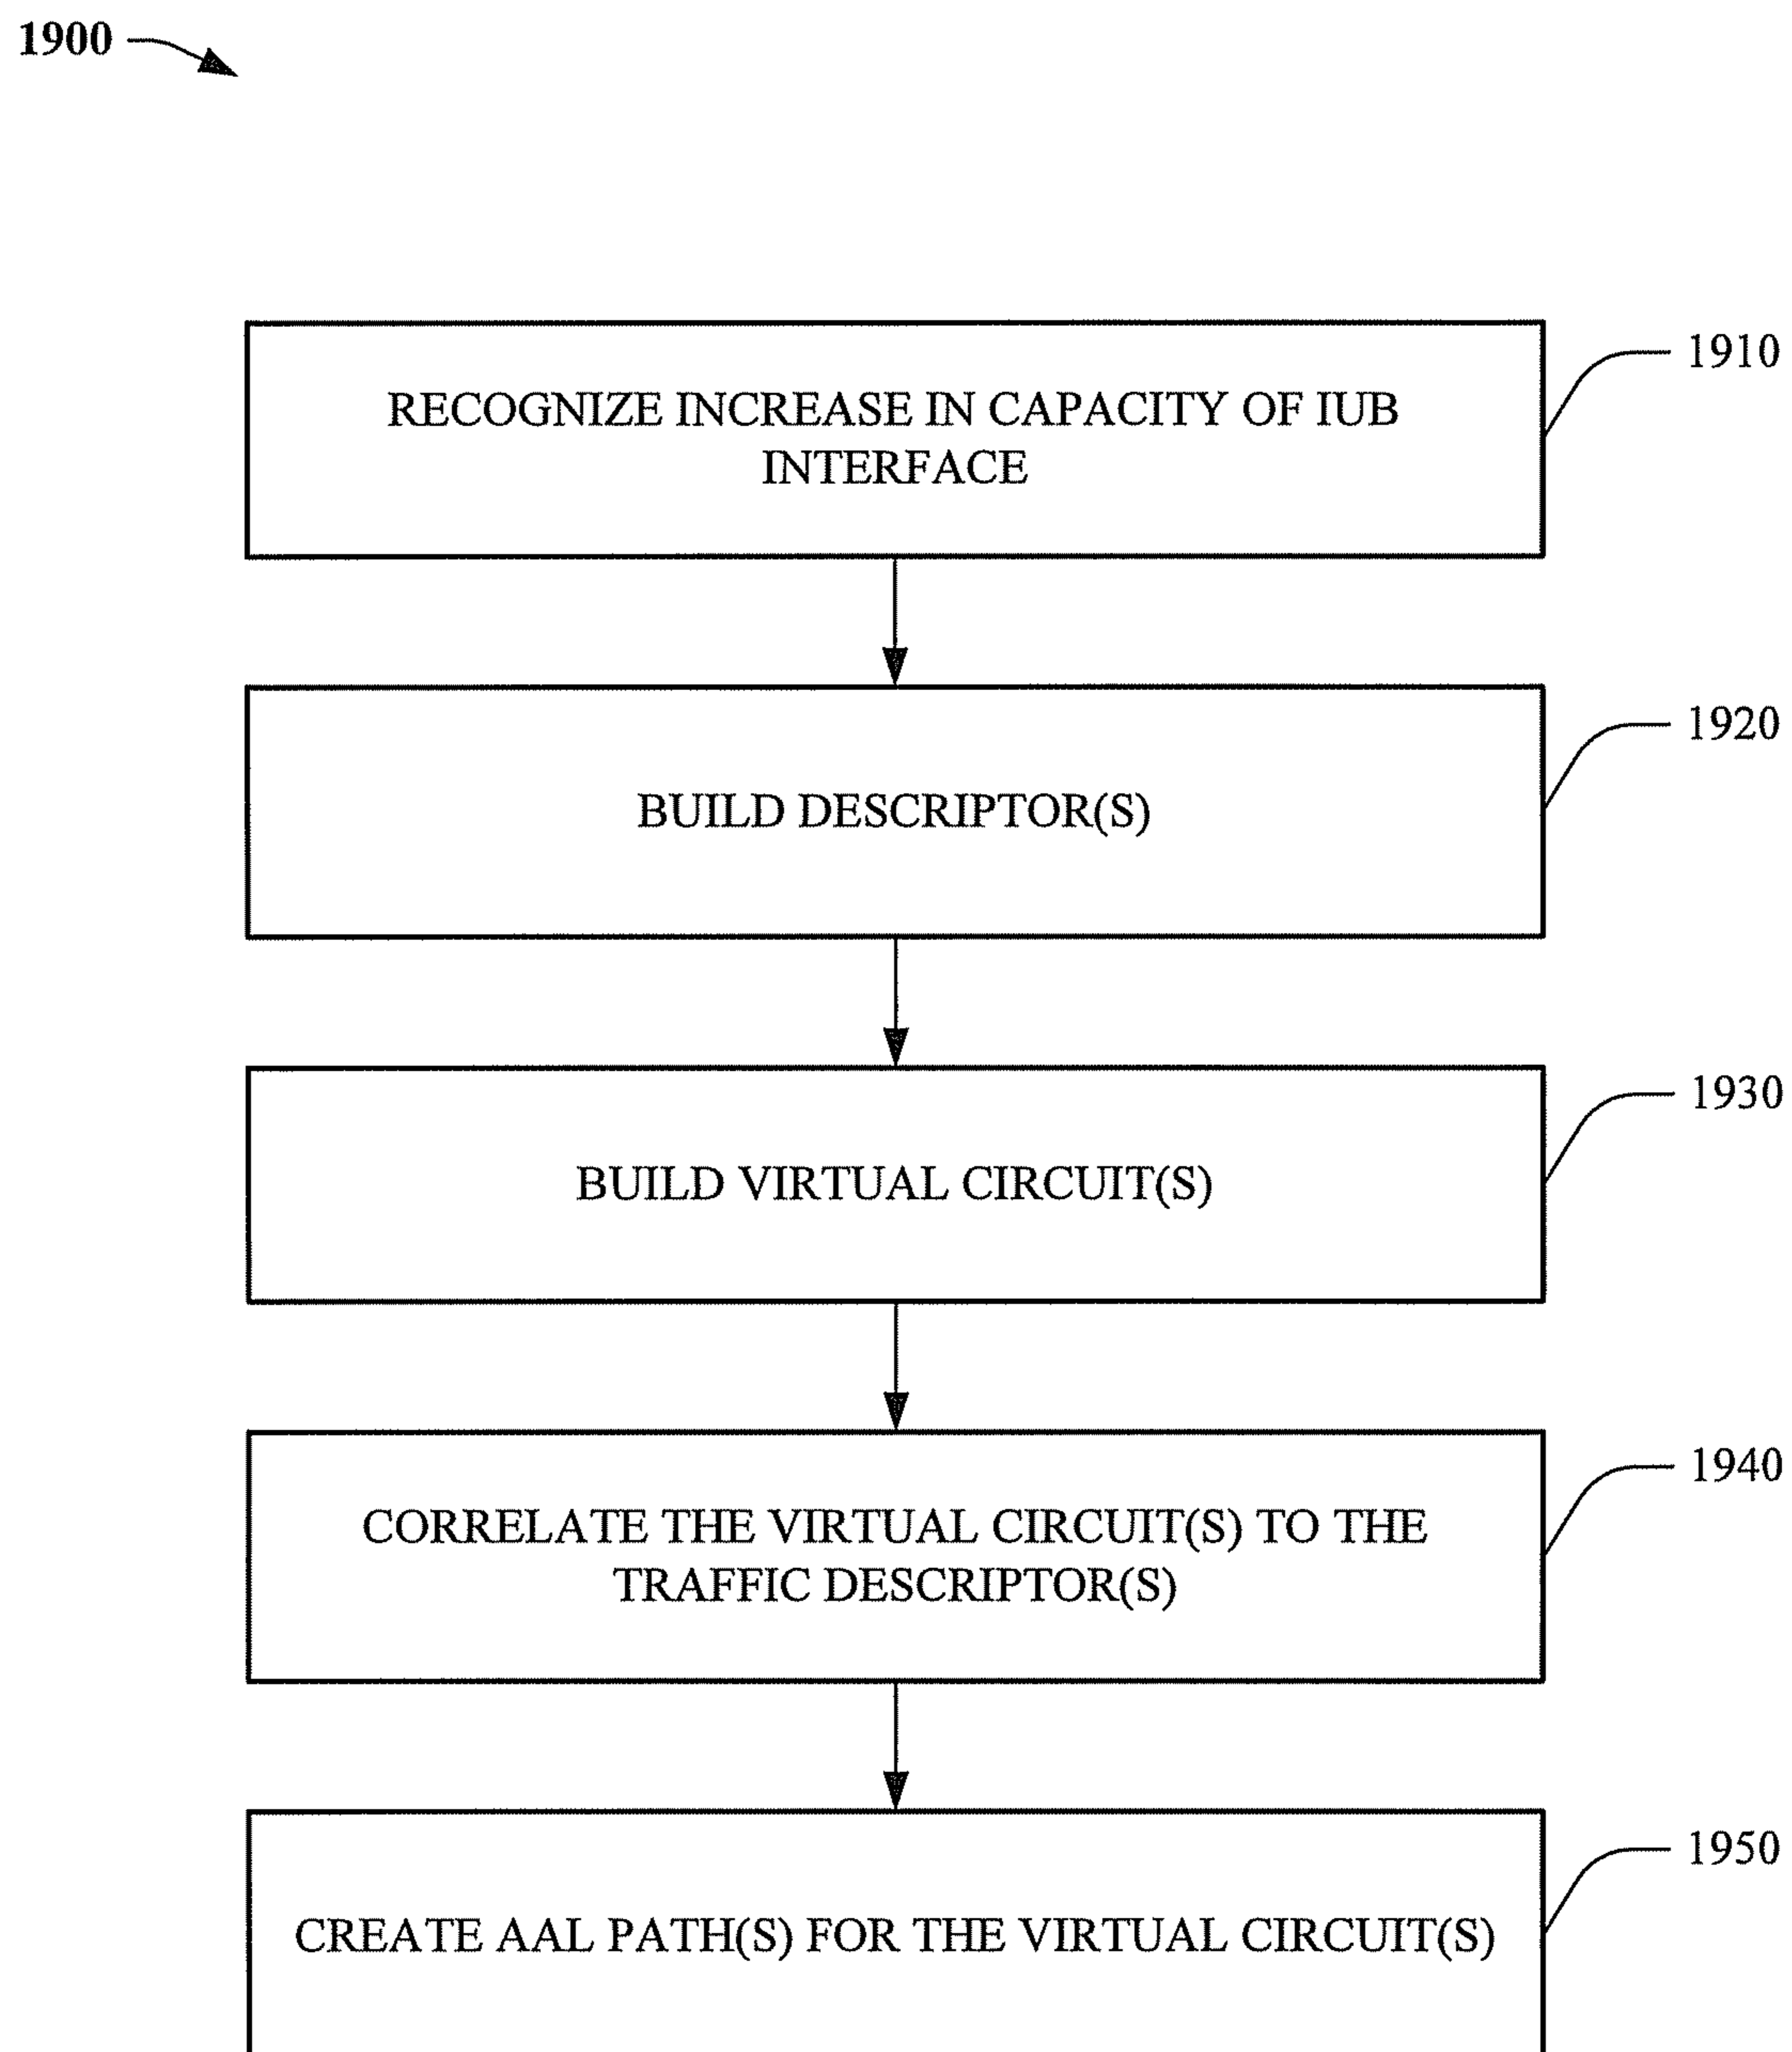 1900
RECOGNIZE INCREASE IN CAPACITY OF IUB
INTERFACE
1910
BUILD DESCRIPTOR(S)
1920
BUILD VIRTUAL CIRCUIT(S)
1930
CORRELATE THE VIRTUAL CIRCUIT(S) TO THE
TRAFFIC DESCRIPTOR(S)
1940
CREATE AAL PATH(S) FOR THE VIRTUAL CIRCUIT(S)
1950